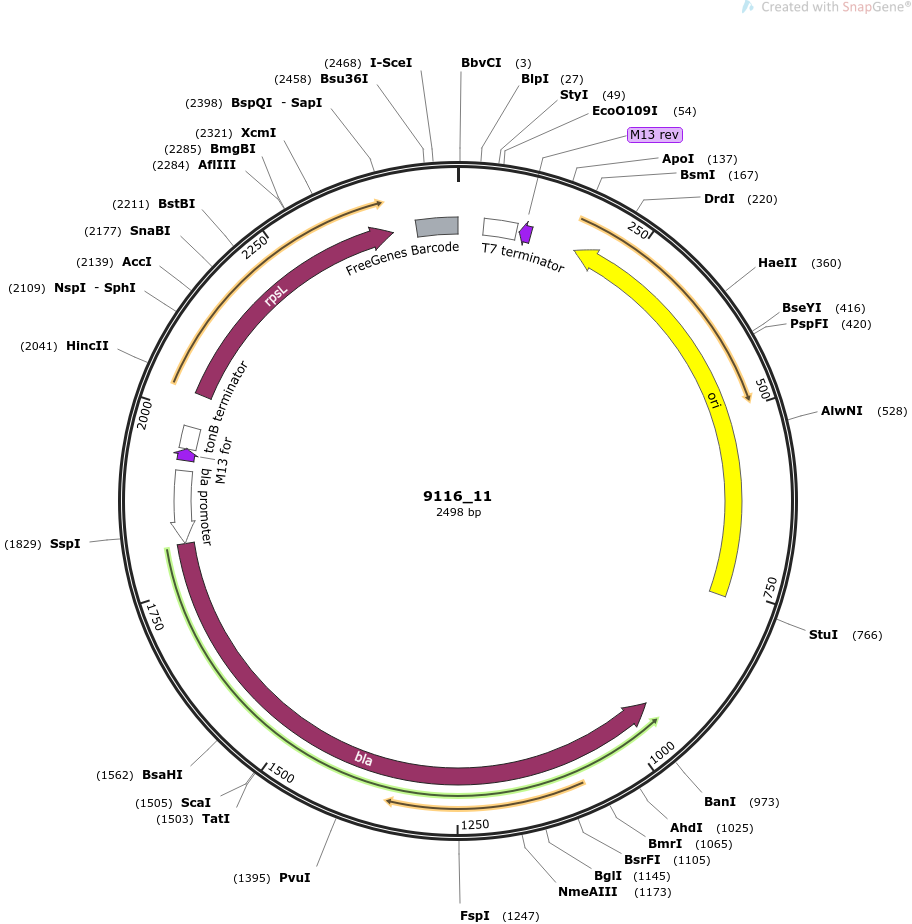 Created with SnapGene®
(2468) I-SceI
BbvCI (3)
(2458) Bsu36I
BlpI (27)
(2398) BspQI - SapI
StyI (49)
EcoO109I (54)
(2321) XcmI
M13 rev
(2285) BmgBI
ApoI (137)
(2284) AflIII
BsmI (167)
(2211) BstBI
DrdI (220)
(2177) SnaBI
250
2250
(2139) AccI
HaeII (360)
(2109) NspI - SphI
BseYI (416)
PspFI (420)
(2041) HincII
FreeGenes Barcode
T7 terminator
rpsL
500
2000
AlwNI (528)
ori
tonB terminator
M13 for
bla promoter
9116_11
2498 bp
(1829) SspI
750
1750
StuI (766)
bla
1000
1500
(1562) BsaHI
BanI (973)
(1505) ScaI
(1503) TatI
1250
AhdI (1025)
BmrI (1065)
BsrFI (1105)
BglI (1145)
(1395) PvuI
NmeAIII (1173)
FspI (1247)